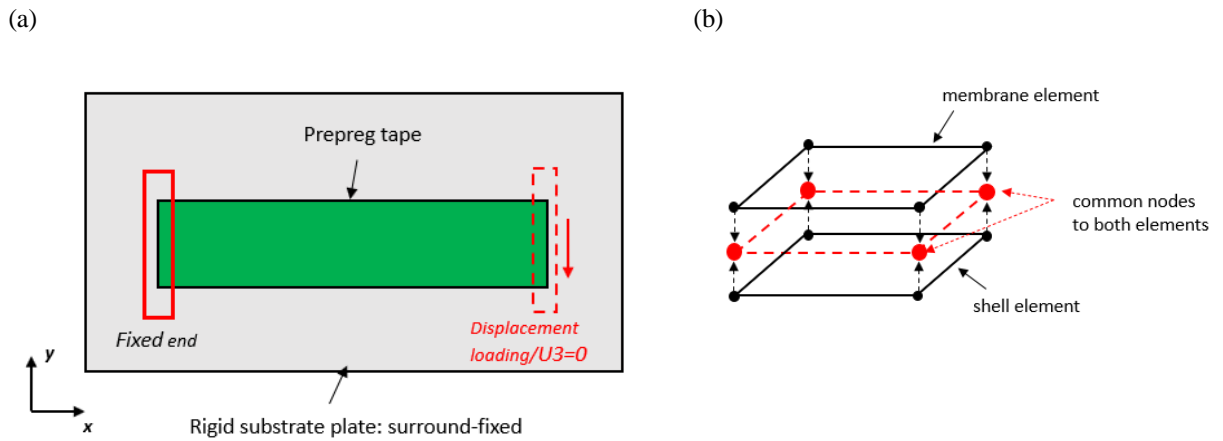 (a)
(b)
Prepreg tape
Fixed end
Displacement
loading/U3=0
y
x
Rigid substrate plate: surround-fixed
membrane element
common nodes
to both elements
shell element